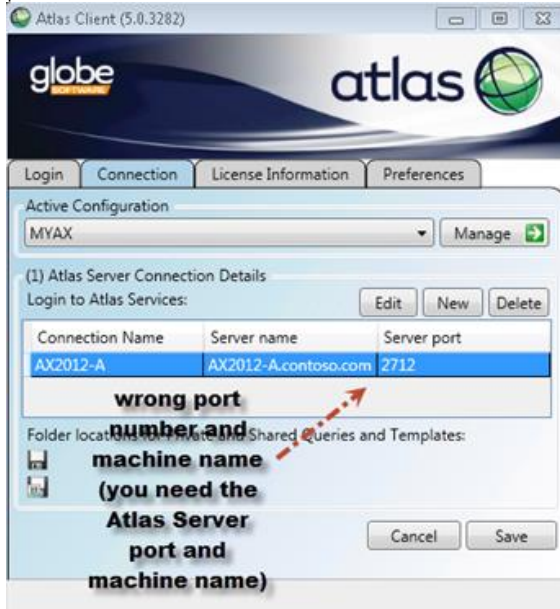 Atlas Client (5.0.3282)
globe
SOFTWARE
atlas
Login Connection License Information Preferences
Active Configuration
MYAX Manage
(1) Atlas Server Connection Details
Login to Atlas Services: Edit New Delete
Connection Name Server name Server port
AX2012-A AX2012-A.contoso.com 2712
wrong port
number and
machine name
(you need the
Atlas Server
port and
machine name)
Folder locations for Private and Shared Queries and Templates:
Cancel Save